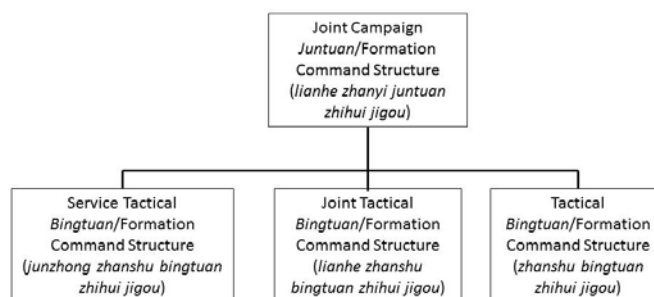 Joint Campaign
Juntuan/Formation
Command Structure
(lianhe zhanyi juntuan
zhihui jigou)
Service Tactical
Bingtuan/Formation
Command Structure
(junzhong zhanshu bingtuan
zhihui jigou)
Joint Tactical
Bingtuan/Formation
Command Structure
(lianhe zhanshu
bingtuan zhihui jigou)
Tactical
Bingtuan/Formation
Command Structure
(zhanshu bingtuan
zhihui jigou)